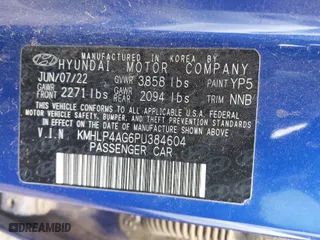 MANUFACTURED IN KOREA BY
HYUNDAI MOTOR COMPANY
JUN/07/22 GVWR 3858 lbs PAINT YP5
GAWR FRONT 2271 lbs GAWR REAR 2094 lbs TRIM NNB
THIS VEHICLE CONFORMS TO ALL APPLICABLE
U.S. FEDERAL MOTOR VEHICLE SAFETY, BUMPER,
AND THEFT PREVENTION STANDARDS IN EFFECT
ON THE DATE OF MANUFACTURE SHOWN ABOVE.
V.I.N. KMHLP4AG6PU384604
PASSENGER CAR